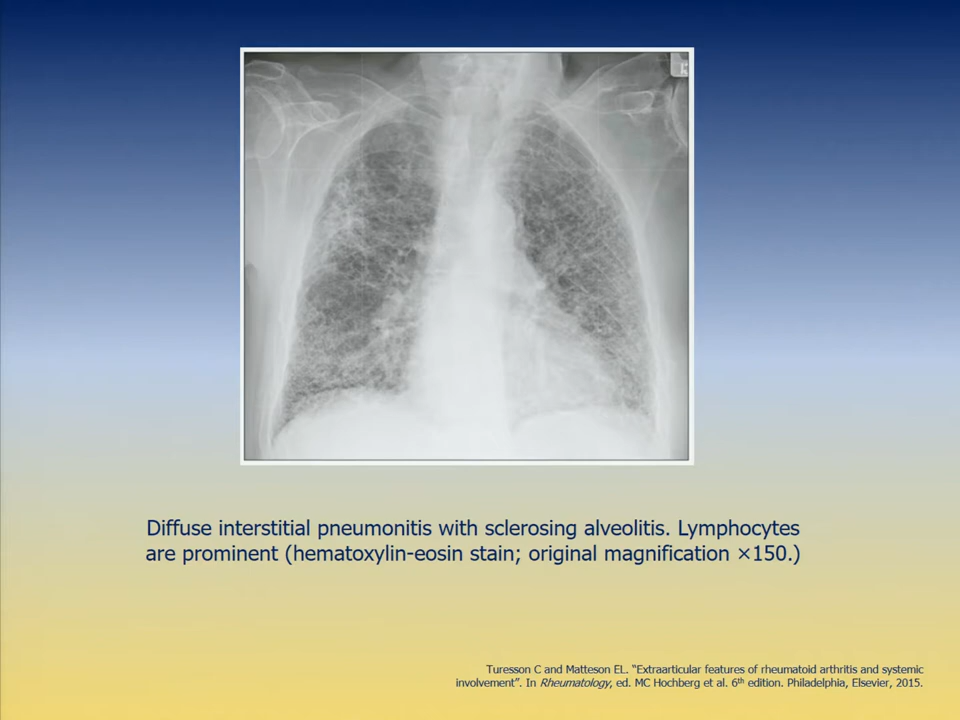 Diffuse interstitial pneumonitis with sclerosing alveolitis. Lymphocytes
are prominent (hematoxylin-eosin stain; original magnification ×150.)
Turesson C and Matteson EL. “Extraarticular features of rheumatoid arthritis and systemic
involvement”. In Rheumatology, ed. MC Hochberg et al. 6th edition. Philadelphia, Elsevier, 2015.